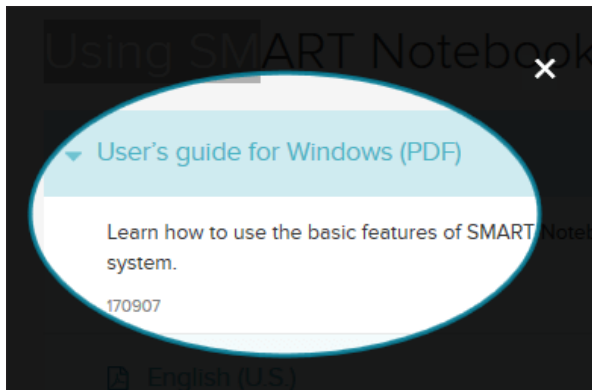 Using SMART Notebook
User's guide for Windows (PDF)
Learn how to use the basic features of SMART Noteb
system.
170907
English (U.S.)